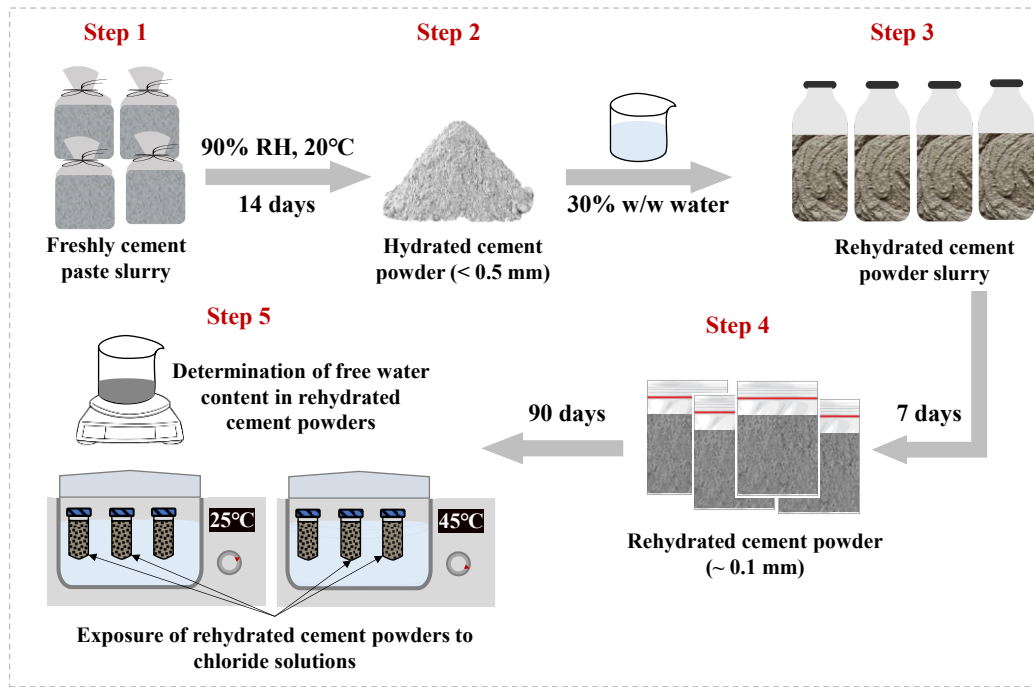 Step 1
Step 2
Step 3
90% RH, 20°C
14 days
30% w/w water
Freshly cement
paste slurry
Hydrated cement
powder (< 0.5 mm)
Rehydrated cement
powder slurry
Step 5
Step 4
Determination of free water
content in rehydrated
cement powders
90 days
7 days
25°C
45°C
Rehydrated cement powder
(~ 0.1 mm)
Exposure of rehydrated cement powders to
chloride solutions